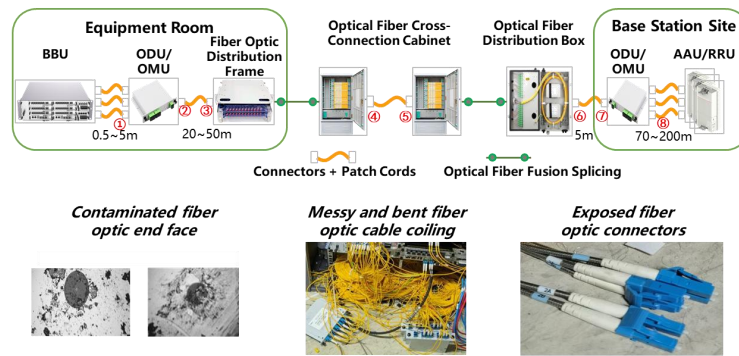 Equipment Room
BBU
ODU/
OMU
Fiber Optic
Distribution
Frame
Optical Fiber Cross-
Connection Cabinet
Optical Fiber
Distribution Box
Base Station Site
ODU/
OMU
AAU/RRU
①
②
③
④
⑤
⑥
⑦
⑧
0.5~5m
20~50m
5m
70~200m
Connectors + Patch Cords
Optical Fiber Fusion Splicing
Contaminated fiber
optic end face
Messy and bent fiber
optic cable coiling
Exposed fiber
optic connectors